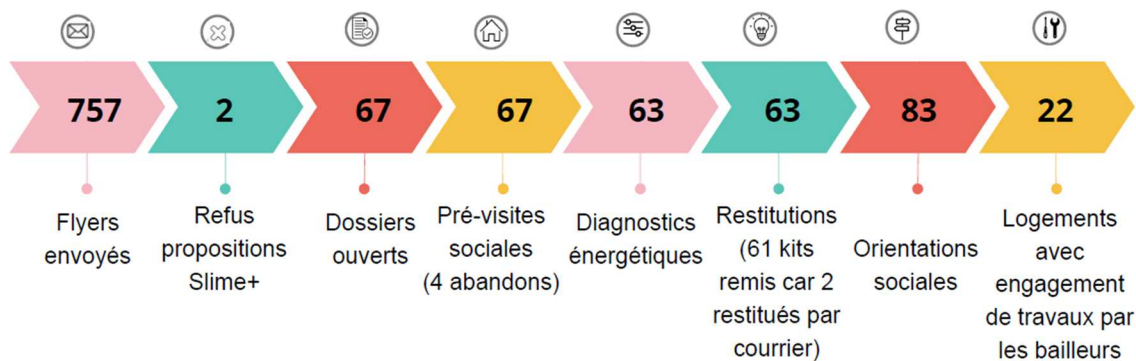 757
2
67
67
63
63
83
22
Flyers
envoyés
Refus
propositions
Slime+
Dossiers
ouverts
Pré-visites
sociales
(4 abandons)
Diagnostics
énergétiques
Restitutions
(61 kits
remis car 2
restitués par
courrier)
Orientations
sociales
Logements
avec
engagement
de travaux par
les bailleurs